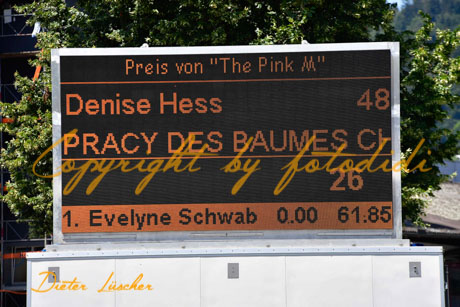 Preis von "The Pink M"
Denise Hess 48
PRACY DES BAUMES CH
Copyright by fotodidi
26
1. Evelyne Schwab 0.00 61.85
Dieter Lüscher